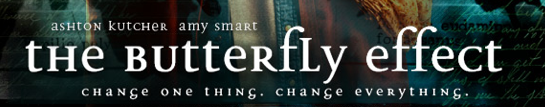 ashton kutcher amy smart
the butterfly effect
change one thing. change everything.